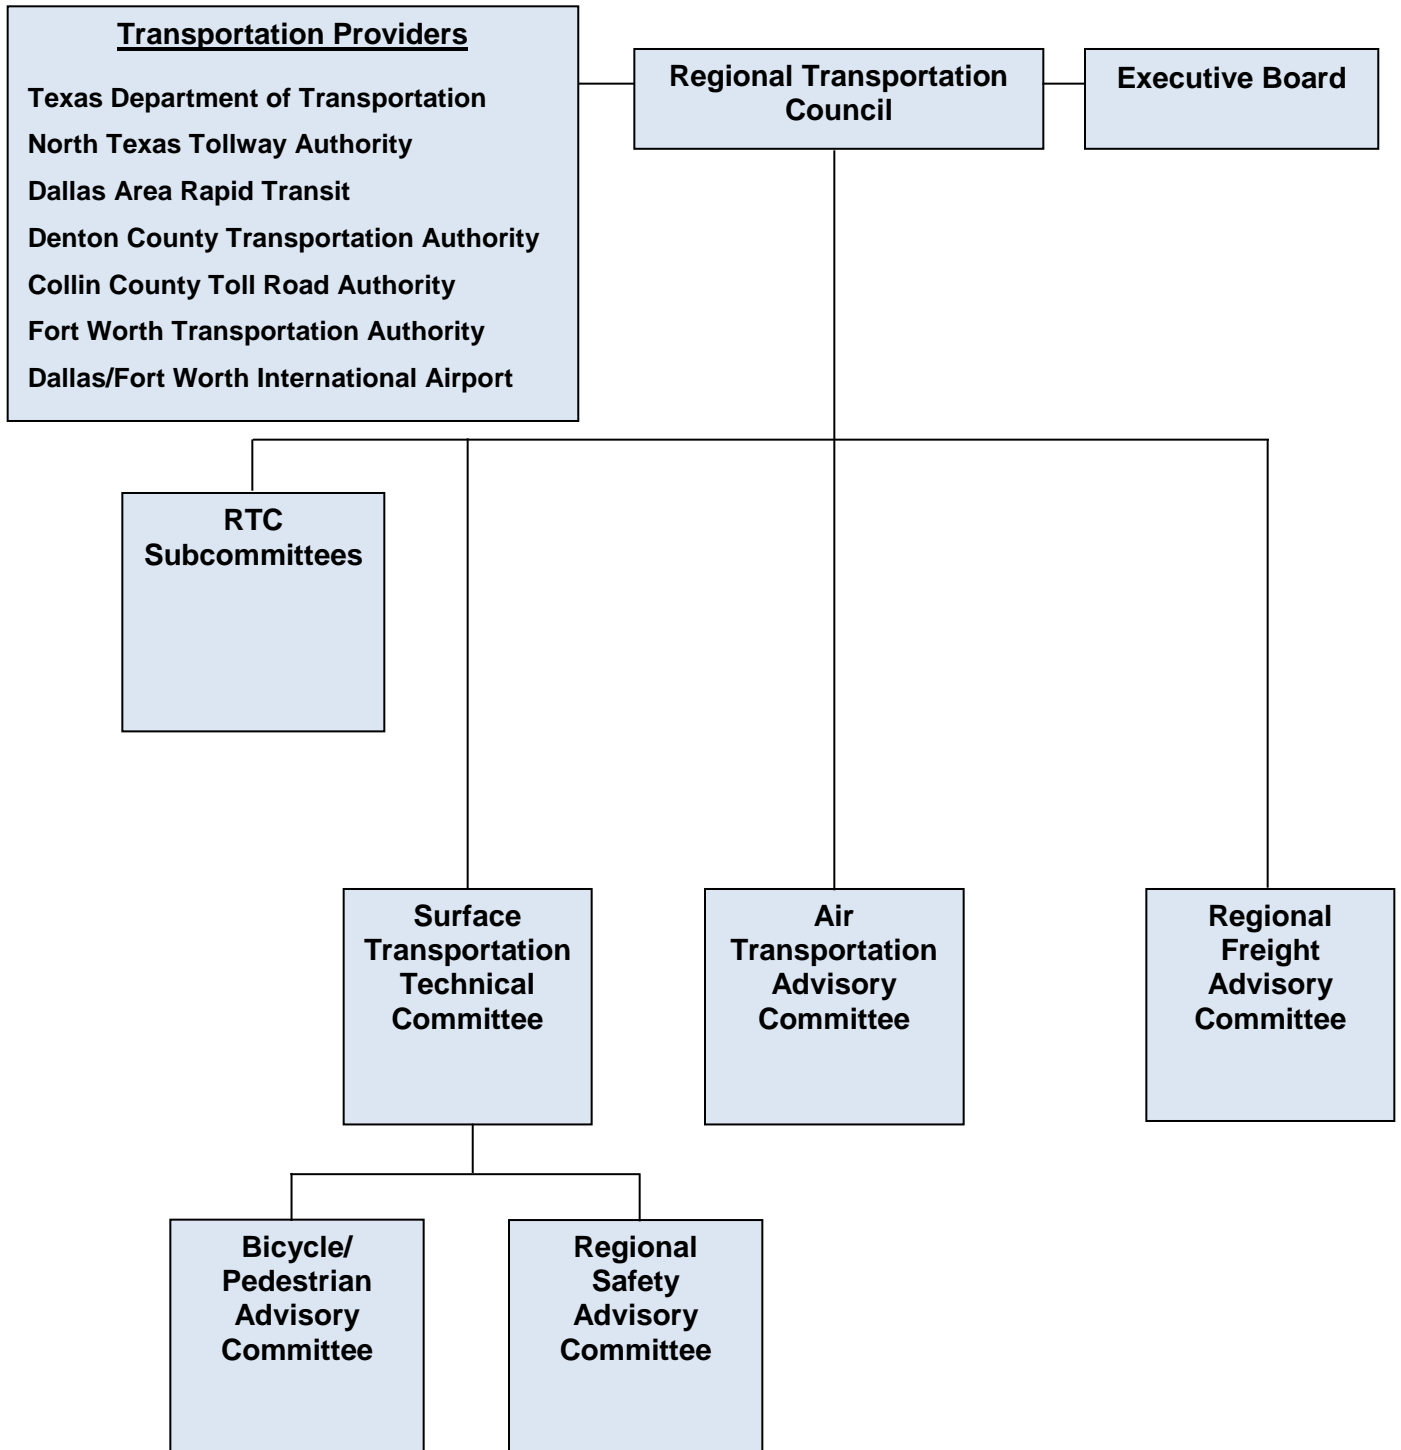 Transportation Providers
Texas Department of Transportation
North Texas Tollway Authority
Dallas Area Rapid Transit
Denton County Transportation Authority
Collin County Toll Road Authority
Fort Worth Transportation Authority
Dallas/Fort Worth International Airport
Regional Transportation
Council
Executive Board
RTC
Subcommittees
Surface
Transportation
Technical
Committee
Air
Transportation
Advisory
Committee
Regional
Freight
Advisory
Committee
Bicycle/
Pedestrian
Advisory
Committee
Regional
Safety
Advisory
Committee